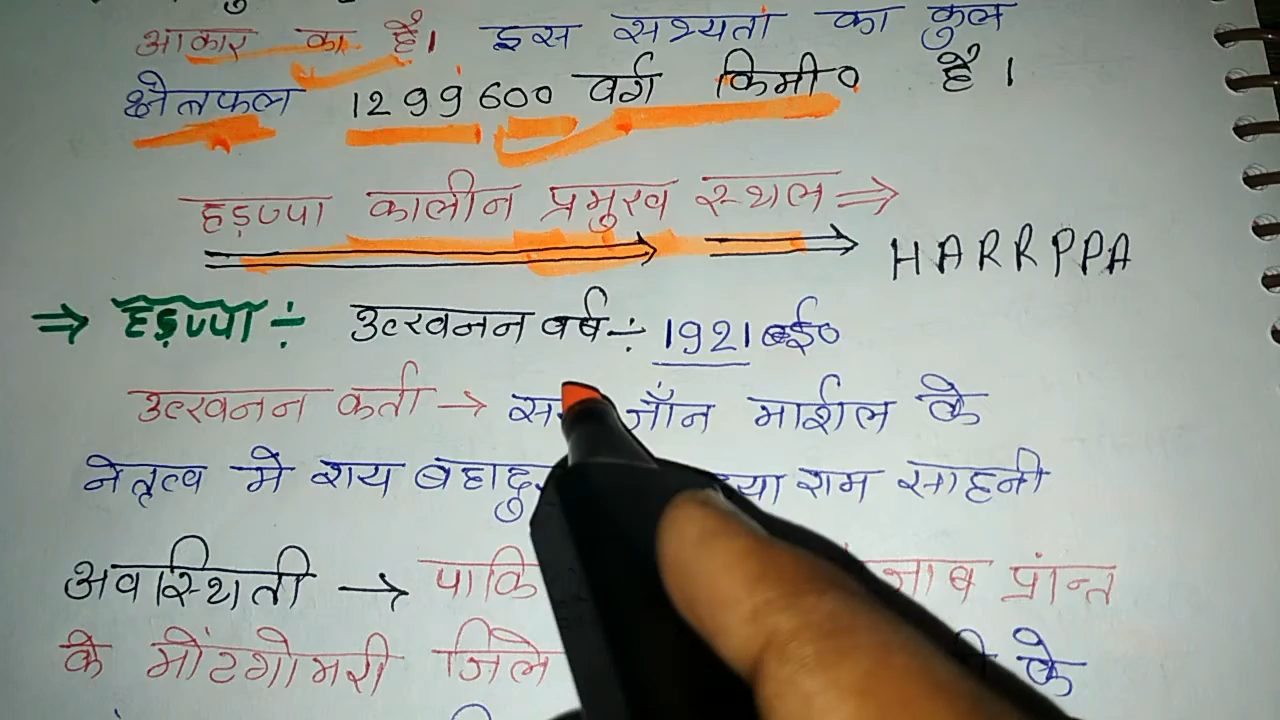 आकार का है। इस सभ्यता का कुल
क्षेत्रफल 1299600 वर्ग किमी० है।
हड़प्पा कालीन प्रमुख स्थल ⇒
HARRPPA
⇒ हड़प्पा ÷ उत्खनन वर्ष ÷ 1921 ई०
उत्खनन कर्ता → जॉन मार्शल के
नेतृत्व मे राय बहादु राम साहनी
अवस्थिती → पाकि प्रांन्त
के मोंटगोमरी जिले के